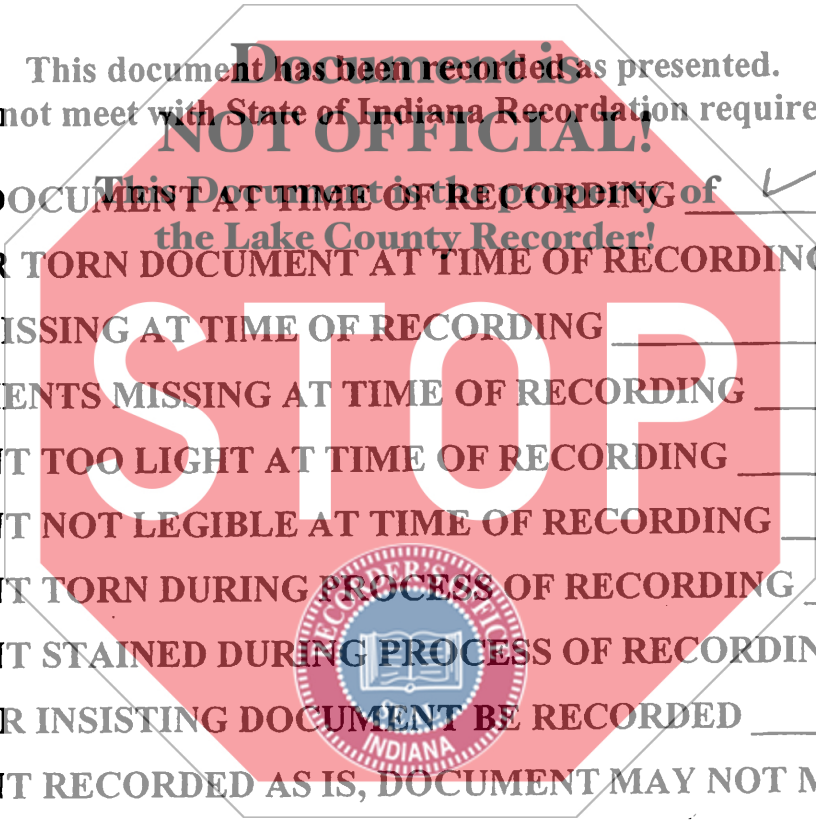 Document is
This document has been recorded as presented.
not meet with State of Indiana Recordation require
NOT OFFICIAL!
DOCUMENT AT TIME OF RECORDING
This Document is the property of
the Lake County Recorder!
R TORN DOCUMENT AT TIME OF RECORDING
ISSING AT TIME OF RECORDING
STOP
ENTS MISSING AT TIME OF RECORDING
T TOO LIGHT AT TIME OF RECORDING
T NOT LEGIBLE AT TIME OF RECORDING
T TORN DURING PROCESS OF RECORDING
RECORDER'S OFFICE
T STAINED DURING PROCESS OF RECORDIN
R INSISTING DOCUMENT BE RECORDED
INDIANA
T RECORDED AS IS, DOCUMENT MAY NOT M